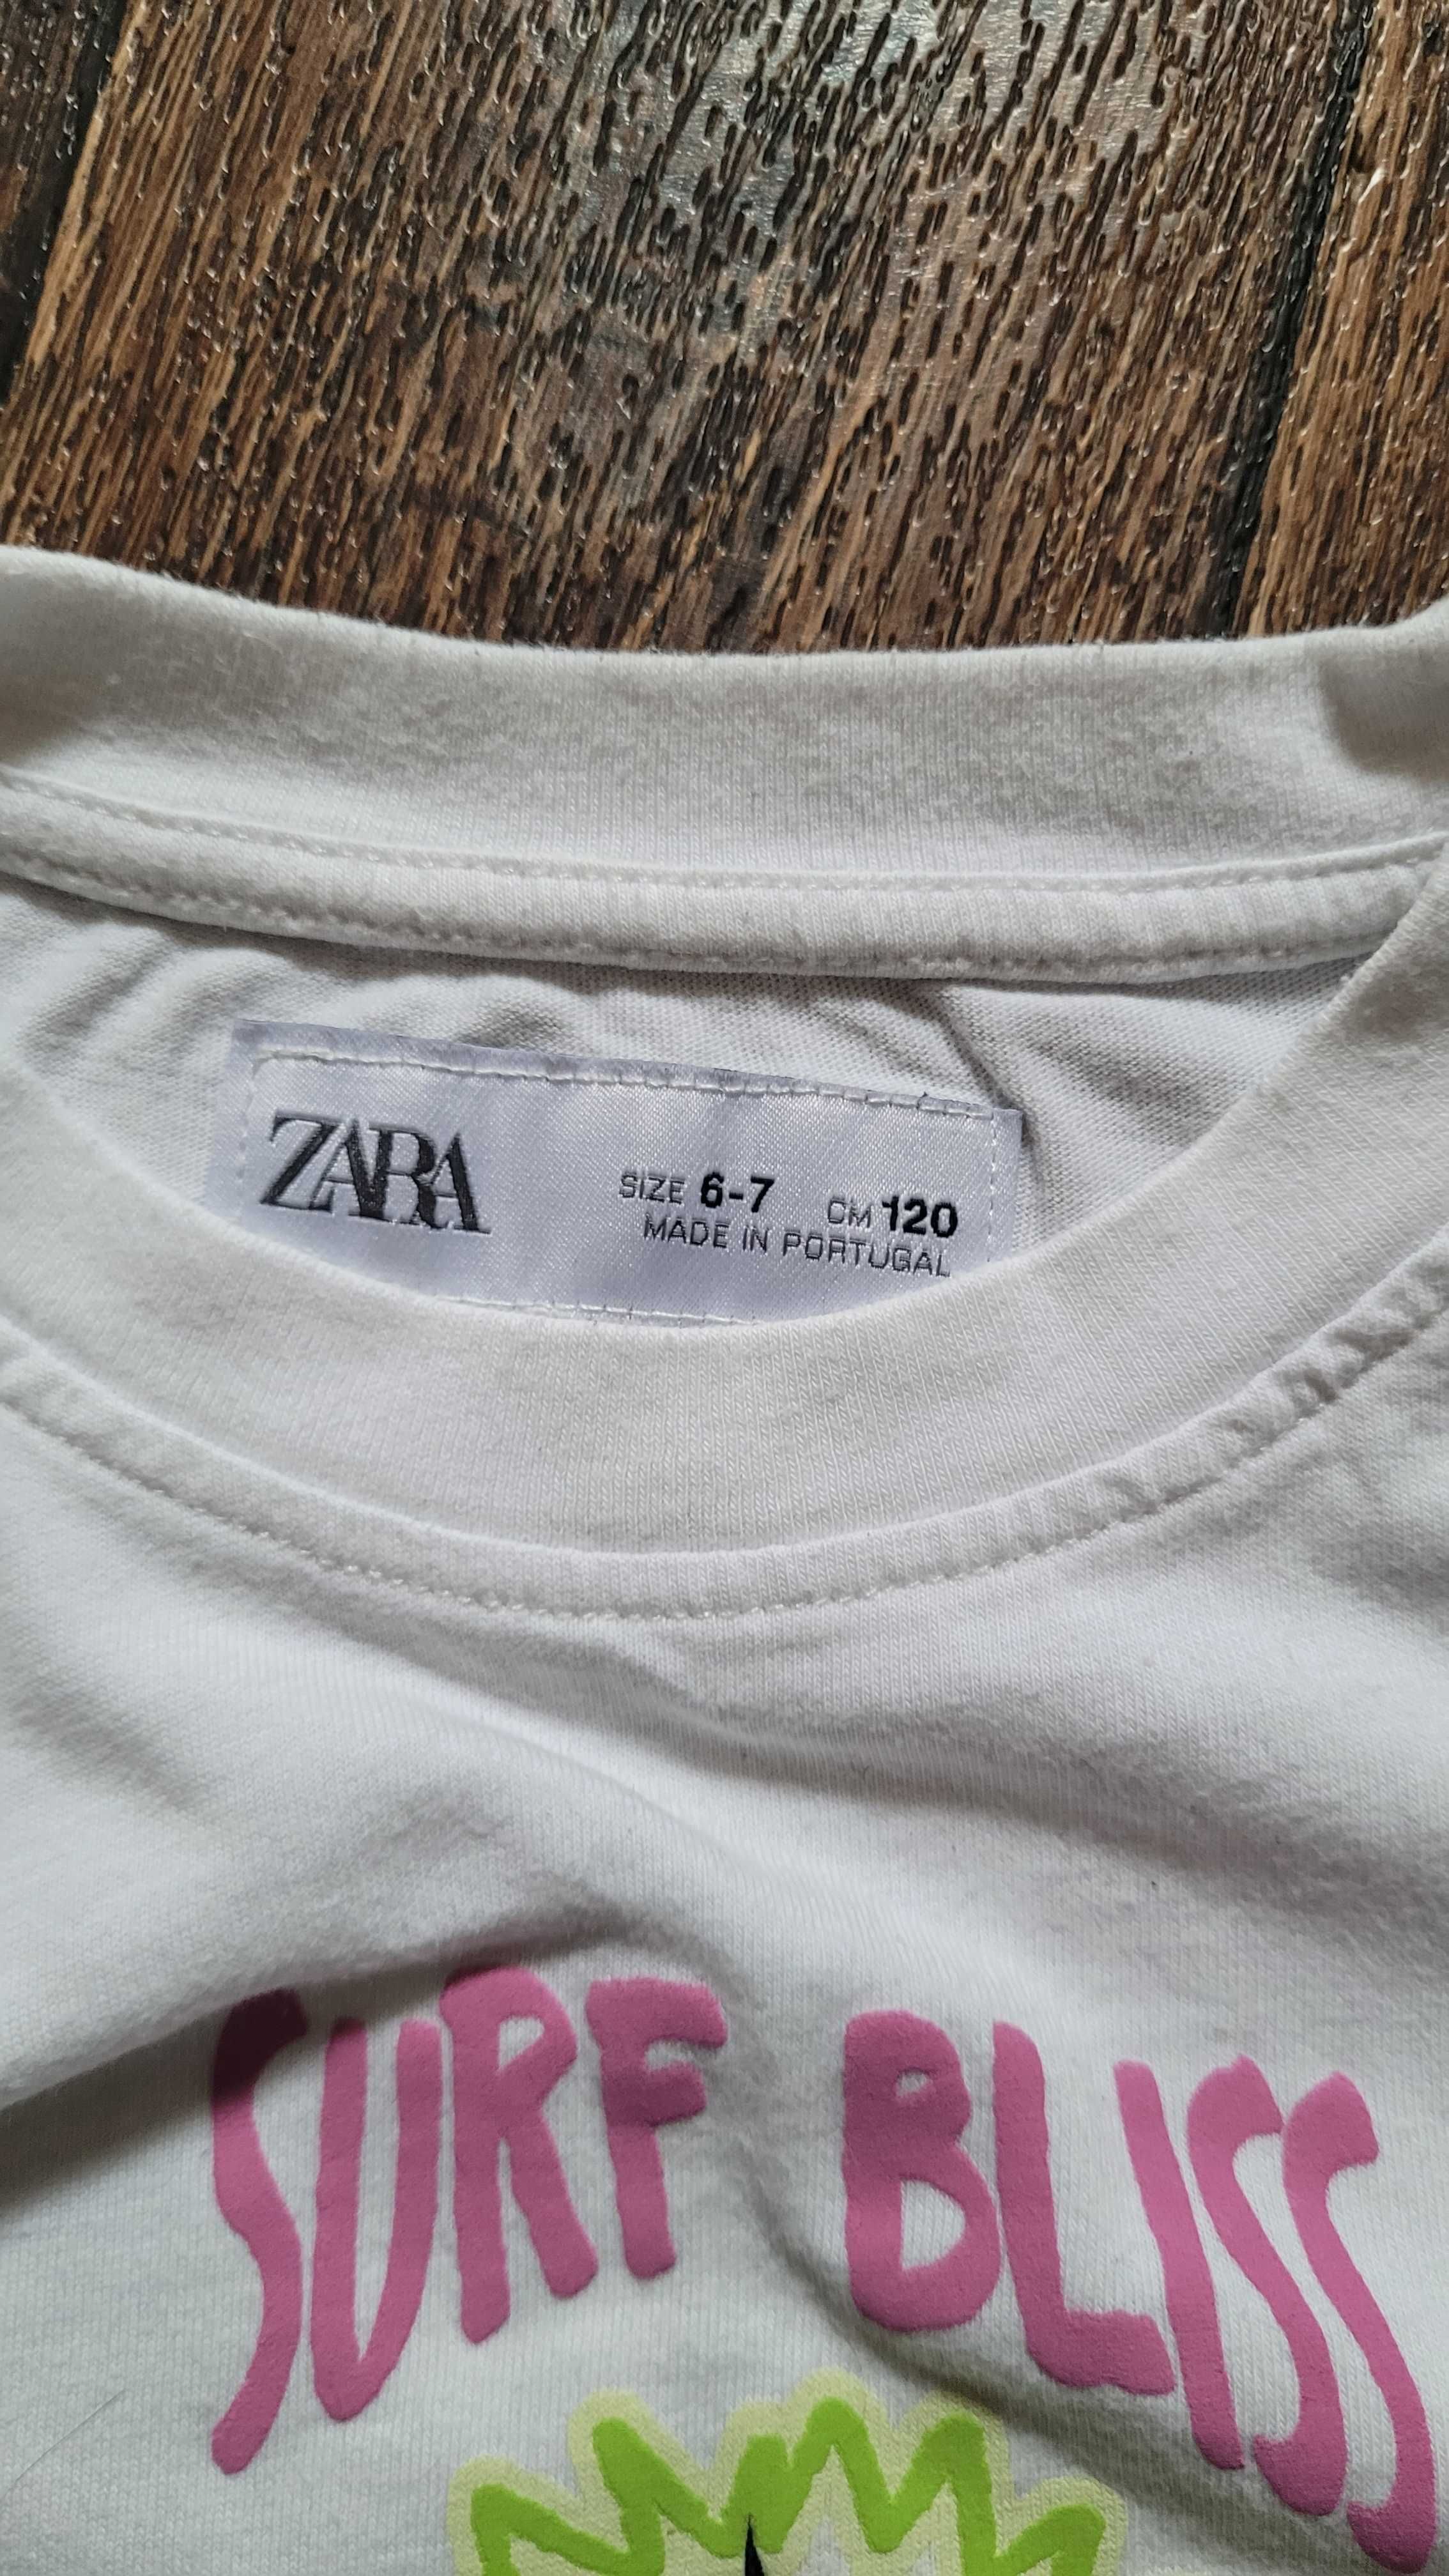 ZARA
SIZE 6-7 CM 120
MADE IN PORTUGAL
SURF BLISS